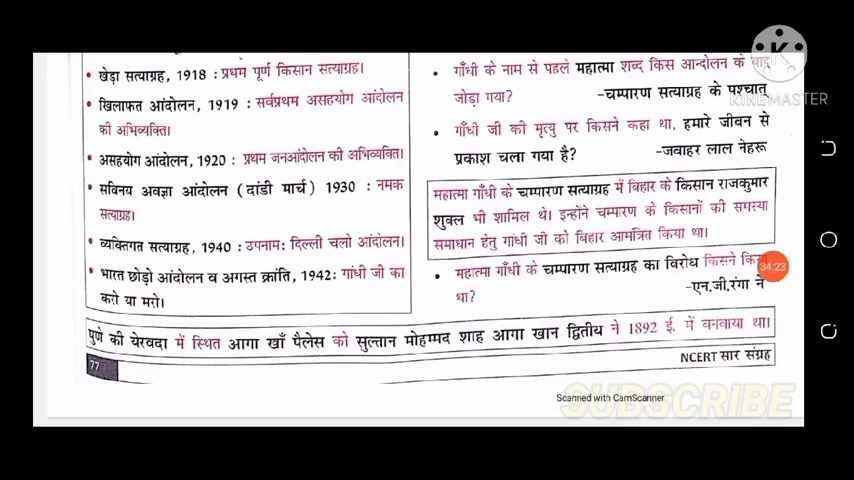 • खेड़ा सत्याग्रह, 1918 : प्रथम पूर्ण किसान सत्याग्रह।
• खिलाफत आंदोलन, 1919 : सर्वप्रथम असहयोग आंदोलन
की अभिव्यक्ति।
• असहयोग आंदोलन, 1920 : प्रथम जनआंदोलन की अभिव्यक्ति।
• सविनय अवज्ञा आंदोलन (दांडी मार्च) 1930 : नमक
सत्याग्रह।
• व्यक्तिगत सत्याग्रह, 1940 : उपनाम: दिल्ली चलो आंदोलन।
• भारत छोड़ो आंदोलन व अगस्त क्रांति, 1942: गांधी जी का
करो या मरो।
• गाँधी के नाम से पहले महात्मा शब्द किस आन्दोलन के बाद
जोड़ा गया? -चम्पारण सत्याग्रह के पश्चात्
• गाँधी जी की मृत्यु पर किसने कहा था, हमारे जीवन से
प्रकाश चला गया है? -जवाहर लाल नेहरू
महात्मा गाँधी के चम्पारण सत्याग्रह में बिहार के किसान राजकुमार
शुक्ल भी शामिल थे। इन्होंने चम्पारण के किसानों की समस्या
समाधान हेतु गांधी जी को बिहार आमंत्रित किया था।
• महात्मा गाँधी के चम्पारण सत्याग्रह का विरोध किसने
था? -एन.जी.रंगा ने
पुणे की येरवदा में स्थित आगा खाँ पैलेस को सुल्तान मोहम्मद शाह आगा खान द्वितीय ने 1892 ई. में बनवाया था।
77
NCERT सार संग्रह
Scanned with CamScanner
SUBSCRIBE
KINEMASTER
34:23